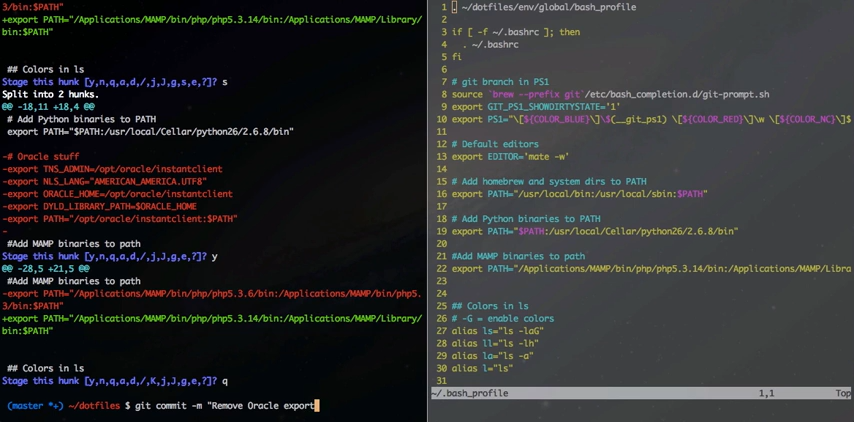 3/bin:$PATH"
+export PATH="/Applications/MAMP/bin/php/php5.3.14/bin:/Applications/MAMP/Library/
bin:$PATH"
## Colors in ls
Stage this hunk [y,n,q,a,d,/,j,J,g,s,e,?]? s
Split into 2 hunks.
@@ -18,11 +18,4 @@
# Add Python binaries to PATH
export PATH="$PATH:/usr/local/Cellar/python26/2.6.8/bin"
-# Oracle stuff
-export TNS_ADMIN=/opt/oracle/instantclient
-export NLS_LANG="AMERICAN_AMERICA.UTF8"
-export ORACLE_HOME=/opt/oracle/instantclient
-export DYLD_LIBRARY_PATH=$ORACLE_HOME
-export PATH="/opt/oracle/instantclient:$PATH"
-
#Add MAMP binaries to path
Stage this hunk [y,n,q,a,d,/,j,J,g,e,?]? y
@@ -28,5 +21,5 @@
#Add MAMP binaries to path
-export PATH="/Applications/MAMP/bin/php/php5.3.6/bin:/Applications/MAMP/bin/php5.
3/bin:$PATH"
+export PATH="/Applications/MAMP/bin/php/php5.3.14/bin:/Applications/MAMP/Library/
bin:$PATH"
## Colors in ls
Stage this hunk [y,n,q,a,d,/,K,j,J,g,e,?]? q
(master *+) ~/dotfiles $ git commit -m "Remove Oracle export
1 . ~/dotfiles/env/global/bash_profile
2
3 if [ -f ~/.bashrc ]; then
4 . ~/.bashrc
5 fi
6
7 # git branch in PS1
8 source `brew --prefix git`/etc/bash_completion.d/git-prompt.sh
9 export GIT_PS1_SHOWDIRTYSTATE='1'
10 export PS1="\[${COLOR_BLUE}\]\$(__git_ps1) \[${COLOR_RED}\]\w \[${COLOR_NC}\]$
11
12 # Default editors
13 export EDITOR='mate -w'
14
15 # Add homebrew and system dirs to PATH
16 export PATH="/usr/local/bin:/usr/local/sbin:$PATH"
17
18 # Add Python binaries to PATH
19 export PATH="$PATH:/usr/local/Cellar/python26/2.6.8/bin"
20
21 #Add MAMP binaries to path
22 export PATH="/Applications/MAMP/bin/php/php5.3.14/bin:/Applications/MAMP/Libra
23
24
25 ## Colors in ls
26 # -G = enable colors
27 alias ls="ls -laG"
28 alias ll="ls -lh"
29 alias la="ls -a"
30 alias l="ls"
31
~/.bash_profile 1,1 Top